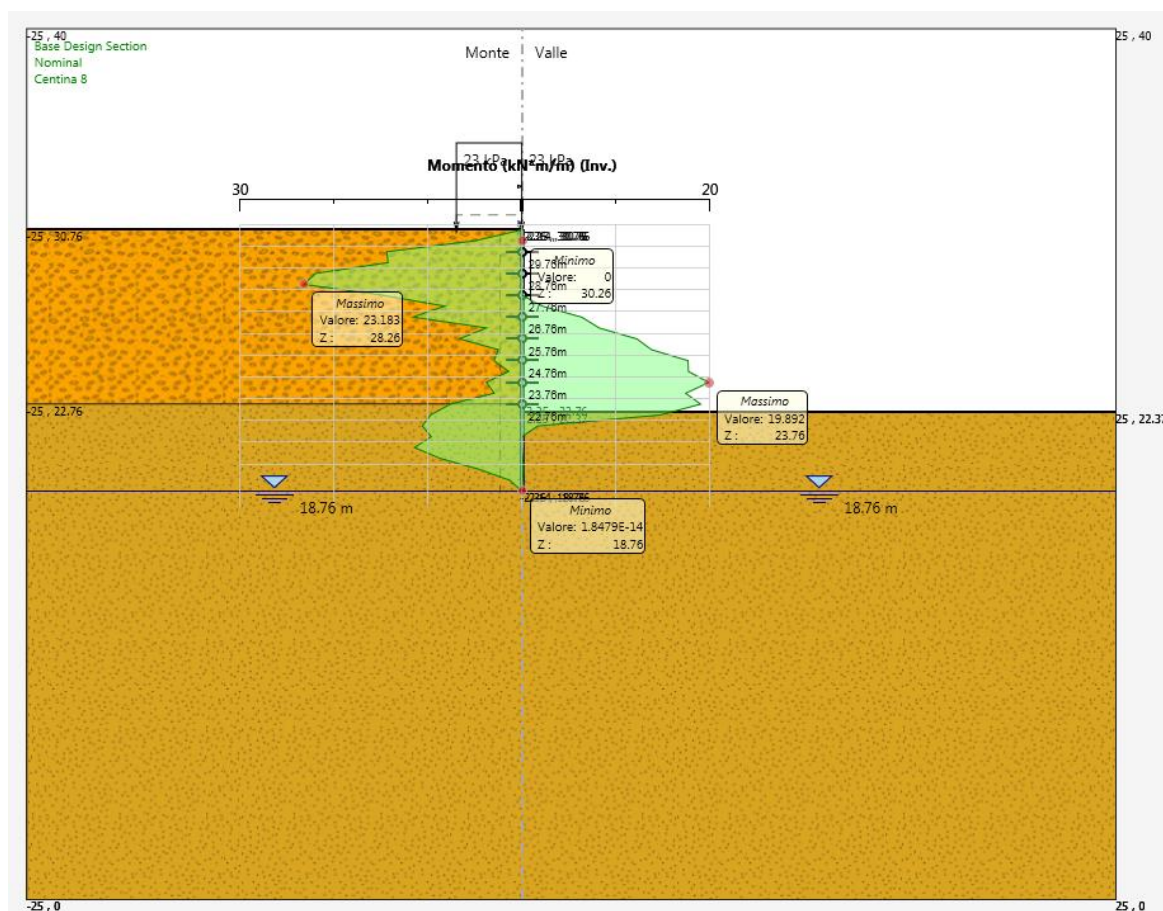 -25 , 40
25 , 40
Base Design Section
Nominal
Centina 8
Monte
Valle
23 kPa
23 kPa
Momento (kN*m/m) (Inv.)
30
20
-25 , 30.76
Minimo
Valore: 0
Z : 30.26
29.76m
28.76m
Massimo
Valore: 23.183
Z : 28.26
27.76m
26.76m
25.76m
24.76m
23.76m
22.76m
Massimo
Valore: 19.892
Z : 23.76
-25 , 22.76
25 , 22.37
18.76 m
18.76 m
Minimo
Valore: 1.8479E-14
Z : 18.76
-25 , 0
25 , 0